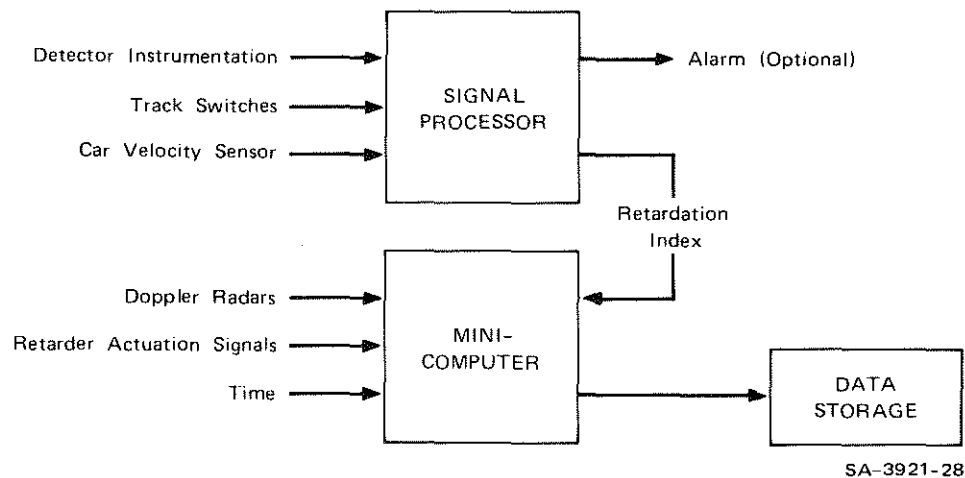 Detector Instrumentation
Track Switches
Car Velocity Sensor
SIGNAL
PROCESSOR
Alarm (Optional)
Retardation
Index
Doppler Radars
Retarder Actuation Signals
Time
MINI-
COMPUTER
DATA
STORAGE
SA-3921-28